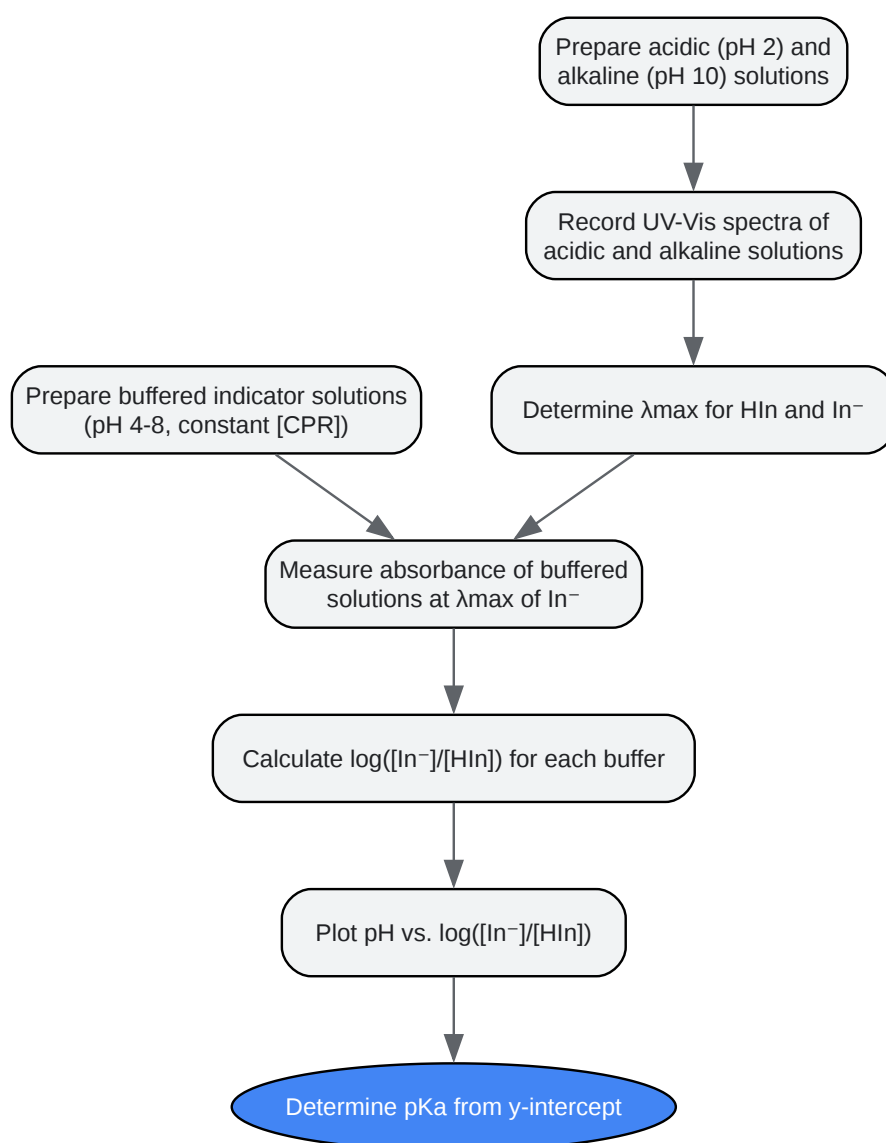 Prepare acidic (pH 2) and
alkaline (pH 10) solutions
Record UV-Vis spectra of
acidic and alkaline solutions
Prepare buffered indicator solutions
(pH 4-8, constant [CPR])
Determine λmax for HIn and In⁻
Measure absorbance of buffered
solutions at λmax of In⁻
Calculate log([In⁻]/[HIn]) for each buffer
Plot pH vs. log([In⁻]/[HIn])
Determine pKa from y-intercept